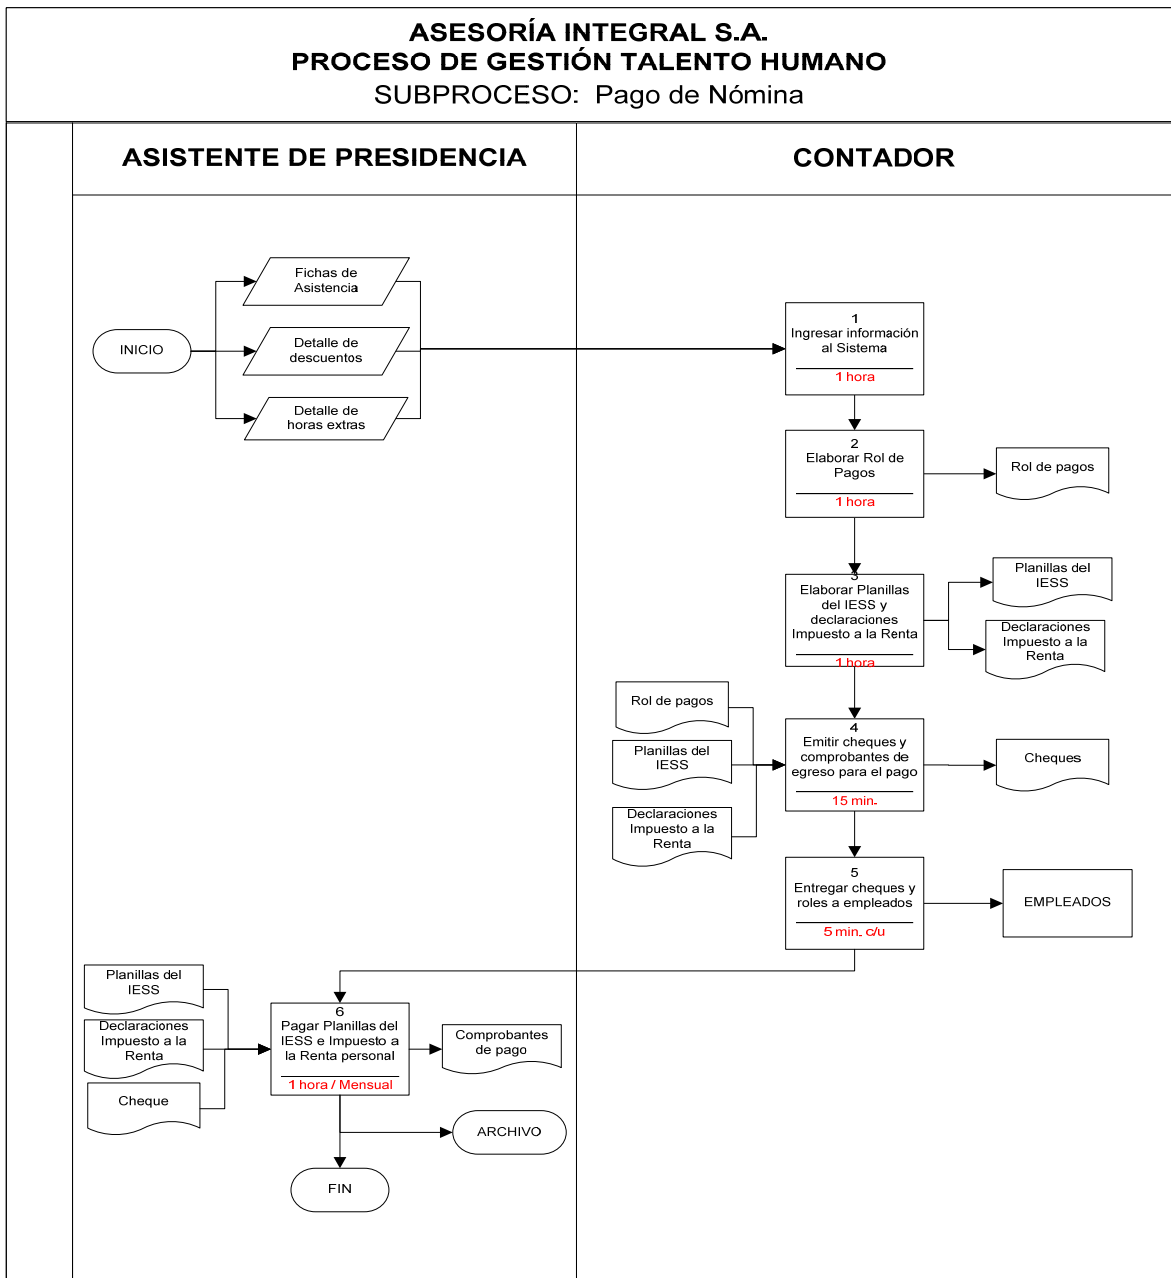 ASESORÍA INTEGRAL S.A.
PROCESO DE GESTIÓN TALENTO HUMANO
SUBPROCESO: Pago de Nómina
ASISTENTE DE PRESIDENCIA
CONTADOR
INICIO
Fichas de
Asistencia
Detalle de
descuentos
Detalle de
horas extras
1
Ingresar información
al Sistema
1 hora
2
Elaborar Rol de
Pagos
1 hora
Rol de pagos
3
Elaborar Planillas
del IESS y
declaraciones
Impuesto a la Renta
1 hora
Planillas del
IESS
Declaraciones
Impuesto a la
Renta
Rol de pagos
Planillas del
IESS
Declaraciones
Impuesto a la
Renta
4
Emitir cheques y
comprobantes de
egreso para el pago
15 min.
Cheques
5
Entregar cheques y
roles a empleados
5 min. c/u
EMPLEADOS
Planillas del
IESS
Declaraciones
Impuesto a la
Renta
Cheque
6
Pagar Planillas del
IESS e Impuesto a
la Renta personal
1 hora / Mensual
Comprobantes
de pago
ARCHIVO
FIN